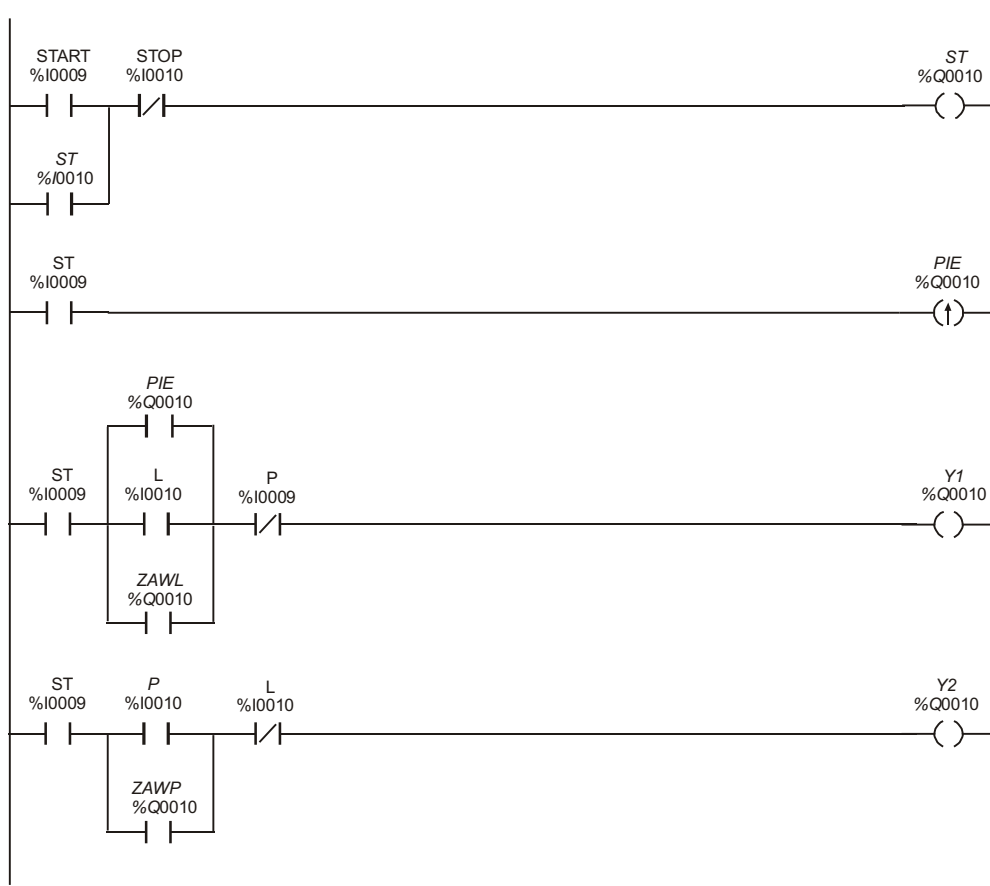 START STOP ST
%I0009 %I0010 %Q0010
ST
%I0010
ST PIE
%I0009 %Q0010
PIE
%Q0010
ST L P Y1
%I0009 %I0010 %I0009 %Q0010
ZAWL
%Q0010
ST P L Y2
%I0009 %I0010 %I0010 %Q0010
ZAWP
%Q0010